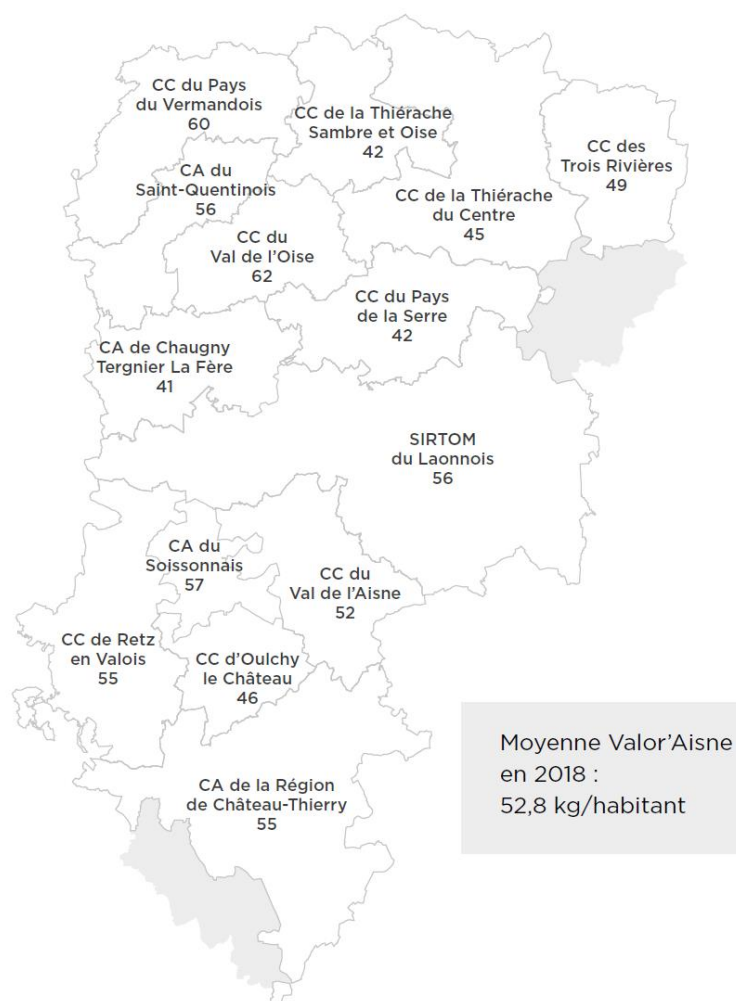 CC du Pays
du Vermandois
60
CC de la Thiérache
Sambre et Oise
42
CC des
Trois Rivières
49
CA du
Saint-Quentinois
56
CC de la Thiérache
du Centre
45
CC du
Val de l'Oise
62
CC du Pays
de la Serre
42
CA de Chaugny
Tergnier La Fère
41
SIRTOM
du Laonnois
56
CA du
Soissonnais
57
CC du
Val de l'Aisne
52
CC de Retz
en Valois
55
CC d'Oulchy
le Château
46
CA de la Région
de Château-Thierry
55
Moyenne Valor'Aisne
en 2018 :
52,8 kg/habitant